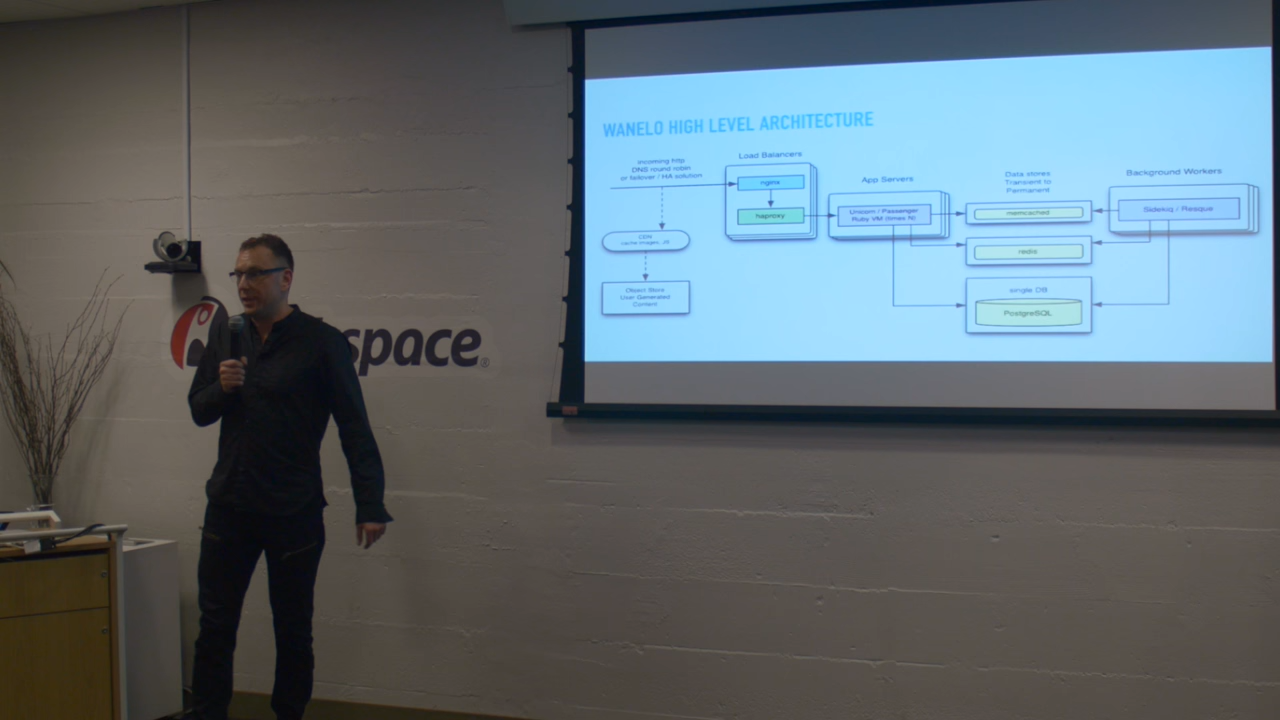 WANELO HIGH LEVEL ARCHITECTURE
incoming http
DNS round robin
or failover / HA solution
Load Balancers
nginx
haproxy
App Servers
Unicorn / Passenger
Ruby VM (times N)
Data stores
Transient to
Permanent
memcached
redis
single DB
PostgreSQL
Background Workers
Sidekiq / Resque
CDN
cache images, JS
Object Store
User Generated
Content
space